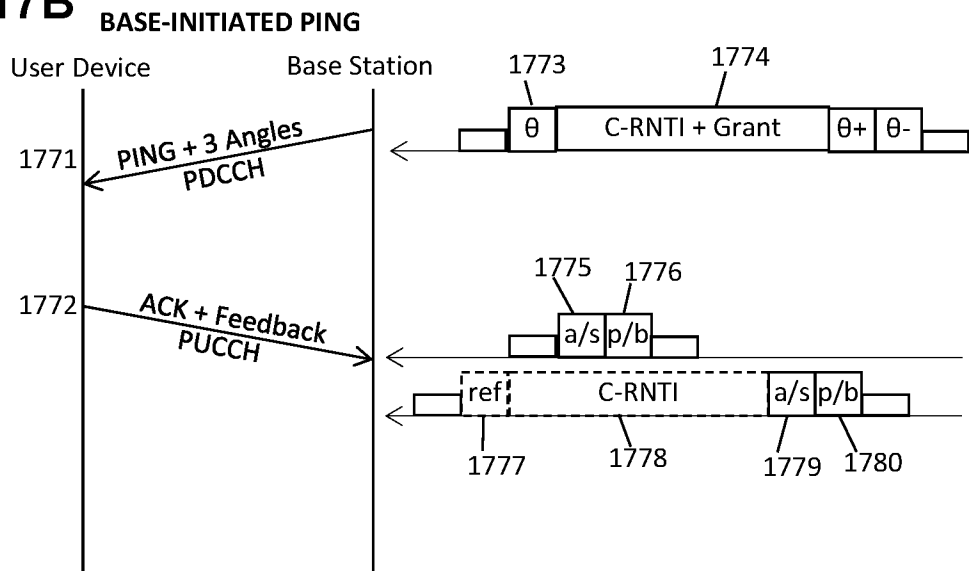 17B
BASE-INITIATED PING
User Device
Base Station
1773
1774
θ
C-RNTI + Grant
θ+
θ-
1771
PING + 3 Angles
PDCCH
1775
1776
1772
ACK + Feedback
PUCCH
a/s
p/b
ref
C-RNTI
a/s
p/b
1777
1778
1779
1780